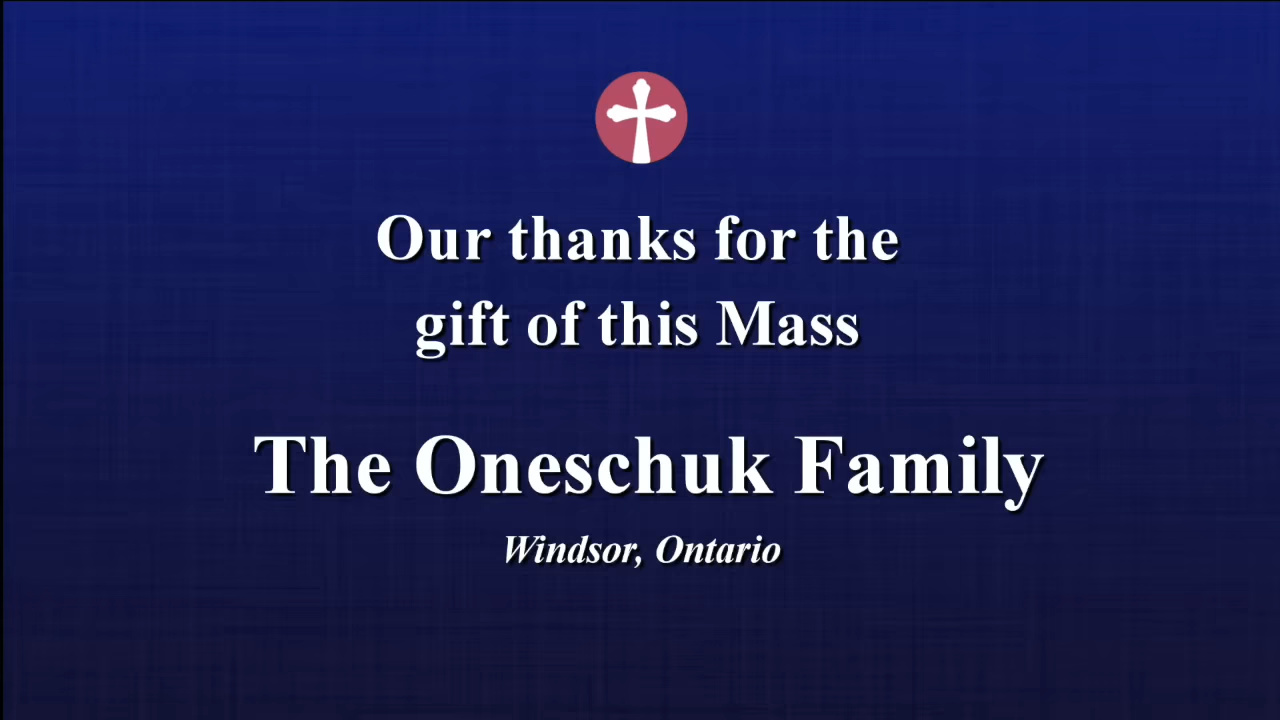 Our thanks for the
gift of this Mass
The Oneschuk Family
Windsor, Ontario